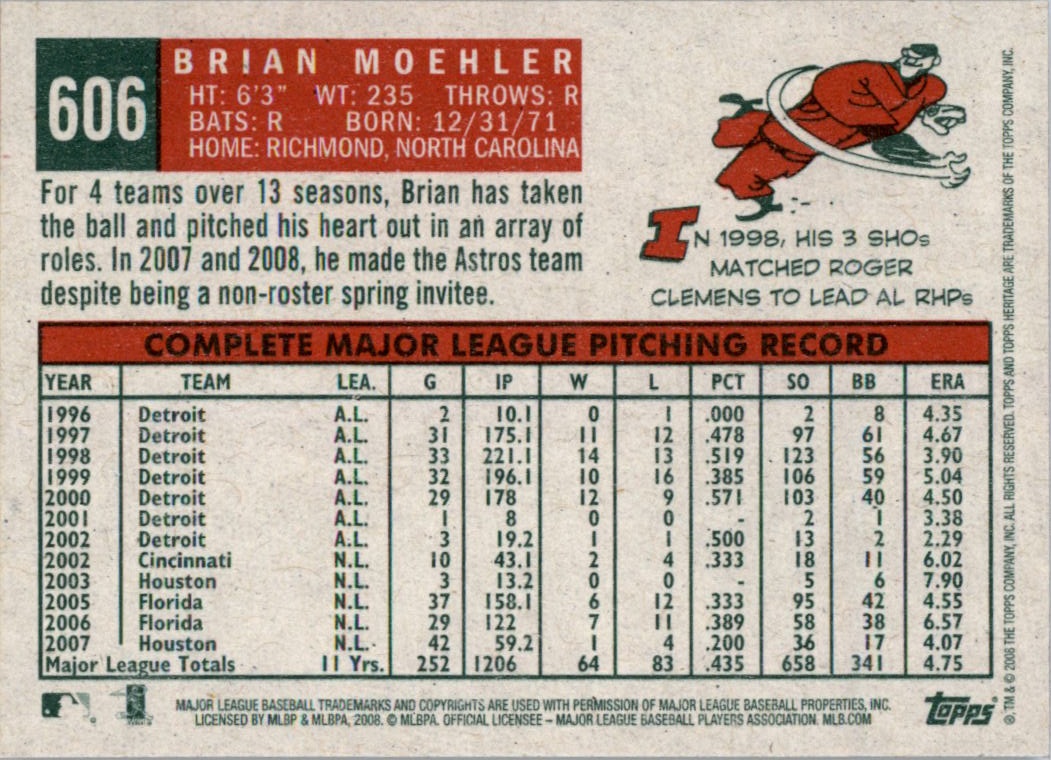 606
BRIAN MOEHLER
HT: 6'3" WT: 235 THROWS: R
BATS: R BORN: 12/31/71
HOME: RICHMOND, NORTH CAROLINA
For 4 teams over 13 seasons, Brian has taken
the ball and pitched his heart out in an array of
roles. In 2007 and 2008, he made the Astros team
despite being a non-roster spring invitee.
IN 1998, HIS 3 SHOs
MATCHED ROGER
CLEMENS TO LEAD AL RHPs
COMPLETE MAJOR LEAGUE PITCHING RECORD
YEAR TEAM LEA. G IP W L PCT SO BB ERA
1996 Detroit A.L. 2 10.1 0 1 .000 2 8 4.35
1997 Detroit A.L. 31 175.1 11 12 .478 97 61 4.67
1998 Detroit A.L. 33 221.1 14 13 .519 123 56 3.90
1999 Detroit A.L. 32 196.1 10 16 .385 106 59 5.04
2000 Detroit A.L. 29 178 12 9 .571 103 40 4.50
2001 Detroit A.L. 1 8 0 0 - 2 1 3.38
2002 Detroit A.L. 3 19.2 1 1 .500 13 2 2.29
2002 Cincinnati N.L. 10 43.1 2 4 .333 18 11 6.02
2003 Houston N.L. 3 13.2 0 0 - 5 6 7.90
2005 Florida N.L. 37 158.1 6 12 .333 95 42 4.55
2006 Florida N.L. 29 122 7 11 .389 58 38 6.57
2007 Houston N.L. 42 59.2 1 4 .200 36 17 4.07
Major League Totals 11 Yrs. 252 1206 64 83 .435 658 341 4.75
MAJOR LEAGUE BASEBALL TRADEMARKS AND COPYRIGHTS ARE USED WITH PERMISSION OF MAJOR LEAGUE BASEBALL PROPERTIES, INC.
LICENSED BY MLBP & MLBPA, 2008. © MLBPA. OFFICIAL LICENSEE – MAJOR LEAGUE BASEBALL PLAYERS ASSOCIATION. MLB.COM
Topps
®, TM & © 2008 THE TOPPS COMPANY, INC. ALL RIGHTS RESERVED. TOPPS AND TOPPS HERITAGE ARE TRADEMARKS OF THE TOPPS COMPANY, INC.